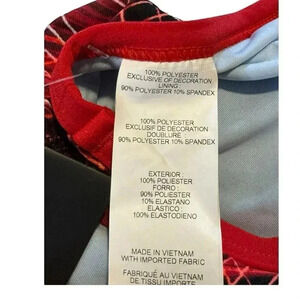 100% POLYESTER
EXCLUSIVE OF DECORATION
LINING :
90% POLYESTER 10% SPANDEX
100% POLYESTER
EXCLUSIF DE DECORATION
DOUBLURE
90% POLYESTER 10% SPANDEX
EXTERIOR :
100% POLIESTER
FORRO :
90% POLIESTER
10% ELASTANO
ELASTICO :
100% ELASTODIENO
MADE IN VIETNAM
WITH IMPORTED FABRIC
FABRIQUÉ AU VIETNAM
DE TISSU IMPORTÉ